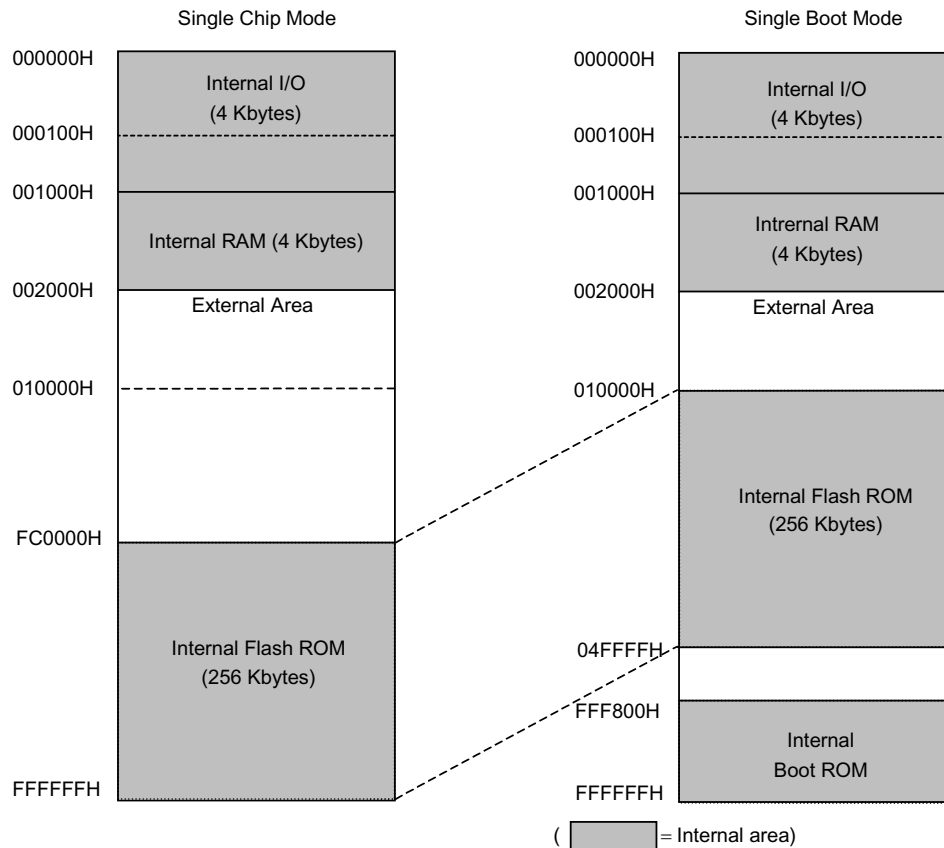 Single Chip Mode
000000H
Internal I/O
(4 Kbytes)
000100H
001000H
Internal RAM (4 Kbytes)
002000H
External Area
010000H
FC0000H
Internal Flash ROM
(256 Kbytes)
FFFFFFH
Single Boot Mode
000000H
Internal I/O
(4 Kbytes)
000100H
001000H
Intrernal RAM
(4 Kbytes)
002000H
External Area
010000H
Internal Flash ROM
(256 Kbytes)
04FFFFH
FFF800H
Internal
Boot ROM
FFFFFFH
( = Internal area)